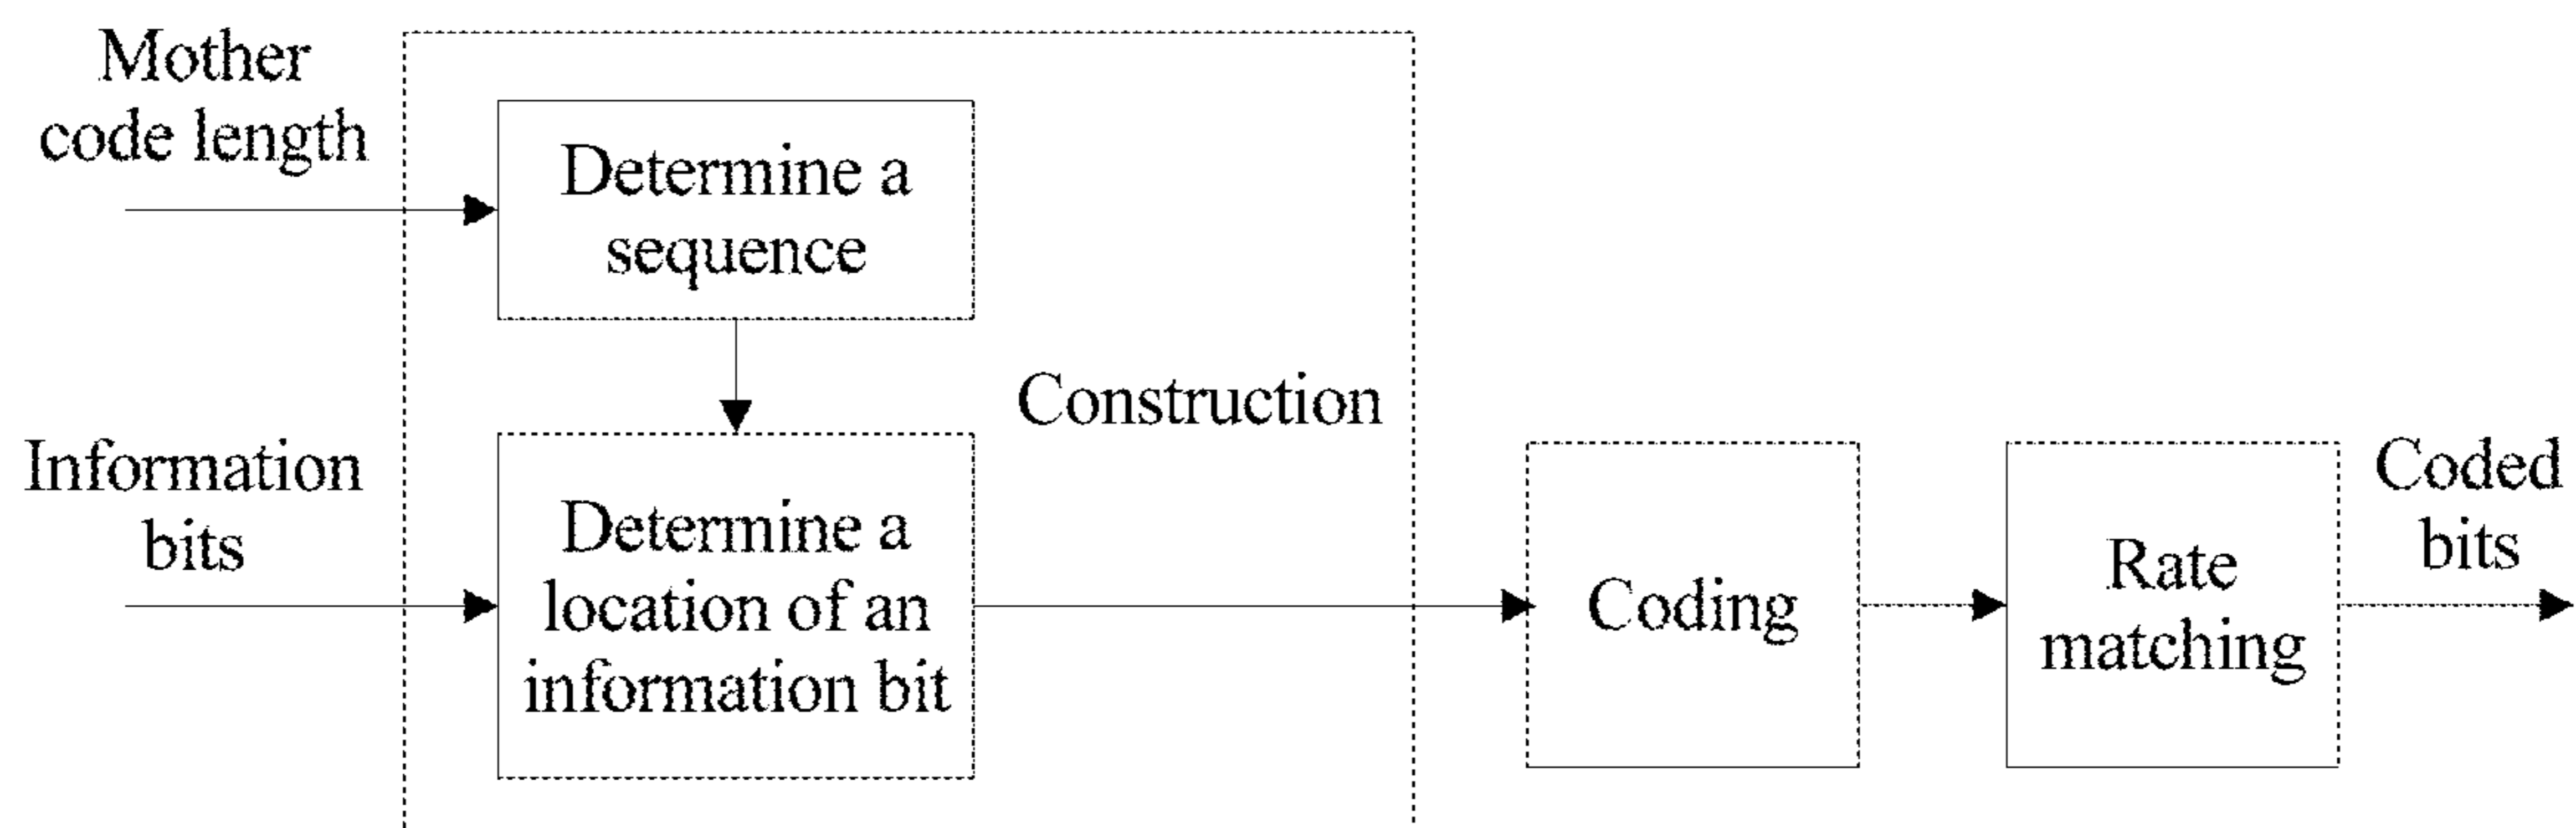 Mother
code length
Determine a
sequence
Construction
Information
bits
Determine a
location of an
information bit
Coding
Rate
matching
Coded
bits